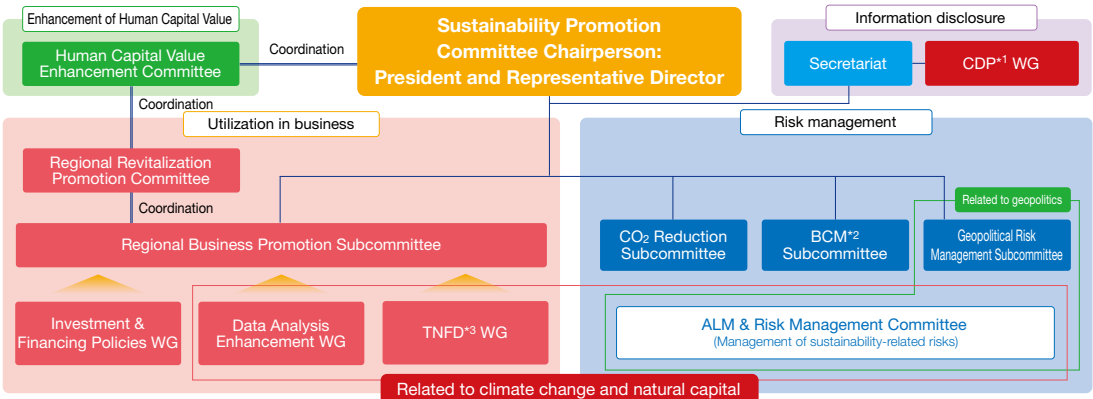 Enhancement of Human Capital Value
Human Capital Value
Enhancement Committee
Coordination
Sustainability Promotion
Committee Chairperson:
President and Representative Director
Information disclosure
Secretariat
CDP*1 WG
Coordination
Utilization in business
Regional Revitalization
Promotion Committee
Coordination
Regional Business Promotion Subcommittee
Investment &
Financing Policies WG
Data Analysis
Enhancement WG
TNFD*3 WG
Risk management
Related to geopolitics
CO₂ Reduction
Subcommittee
BCM*2
Subcommittee
Geopolitical Risk
Management Subcommittee
ALM & Risk Management Committee
(Management of sustainability-related risks)
Related to climate change and natural capital